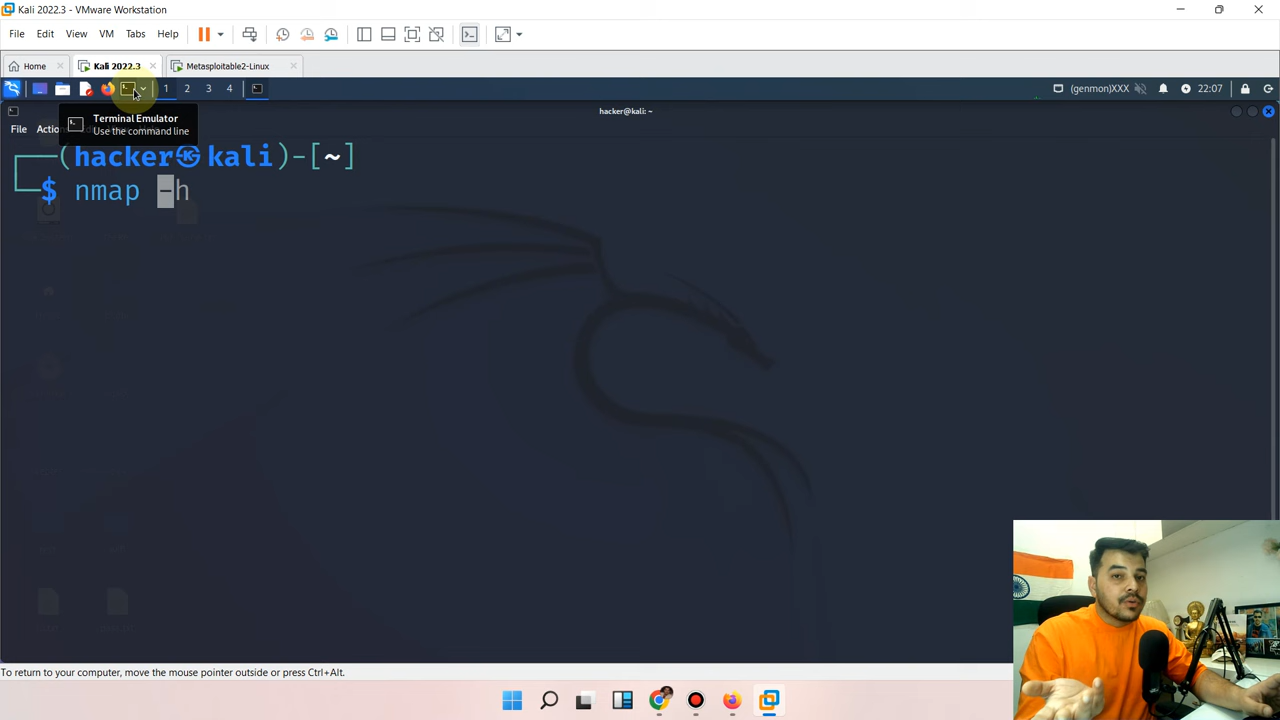 Kali 2022.3 - VMware Workstation
File Edit View VM Tabs Help
Home Kali 2022.3 Metasploitable2-Linux
1 2 3 4 (genmon)XXX 22:07
hacker@kali: ~
Terminal Emulator
Use the command line
File Actions
(hacker㉿kali)-[~]
$ nmap -h
To return to your computer, move the mouse pointer outside or press Ctrl+Alt.